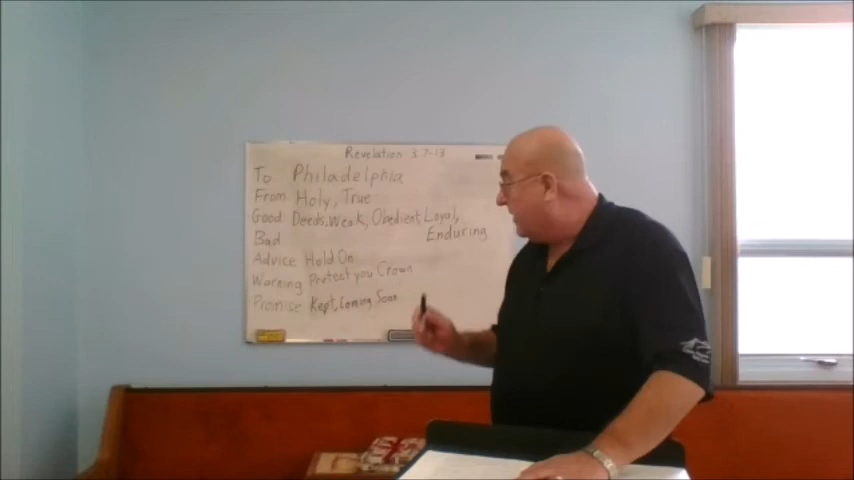 Revelation 3:7-13
To Philadelphia
From Holy, True
Good Deeds, Weak, Obedient, Loyal,
Enduring
Bad
Advice Hold On
Warning Protect you Crown
Promise Kept, Coming Soon